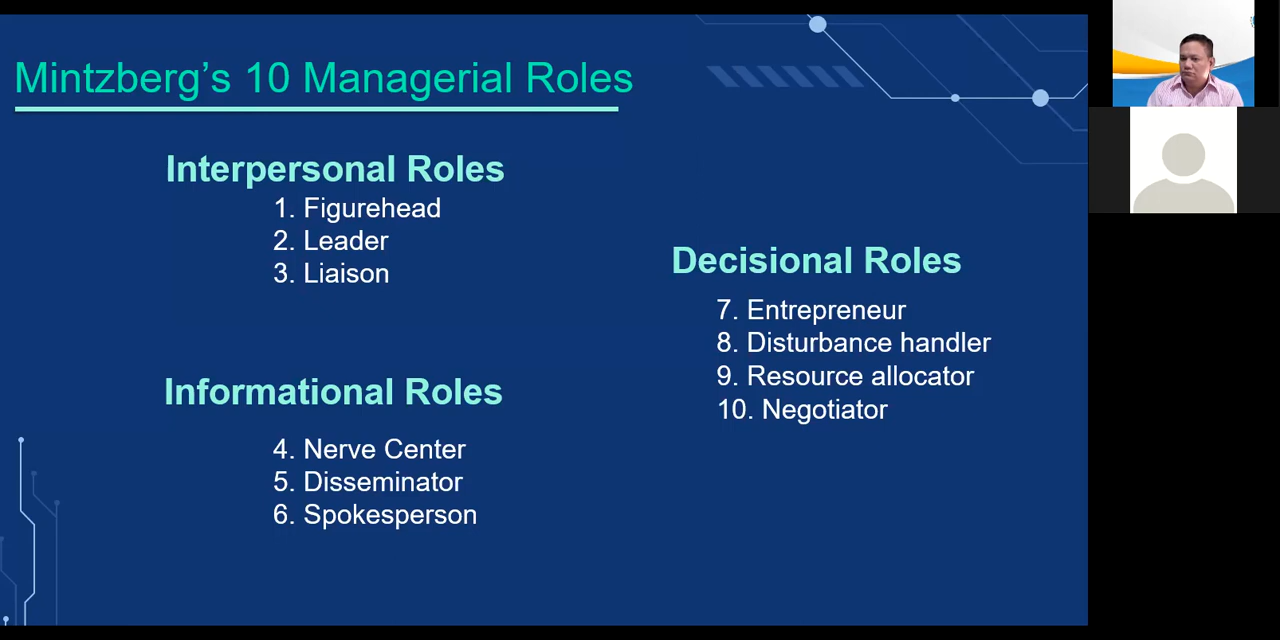 Mintzberg’s 10 Managerial Roles
Interpersonal Roles
1. Figurehead
2. Leader
3. Liaison
Informational Roles
4. Nerve Center
5. Disseminator
6. Spokesperson
Decisional Roles
7. Entrepreneur
8. Disturbance handler
9. Resource allocator
10. Negotiator